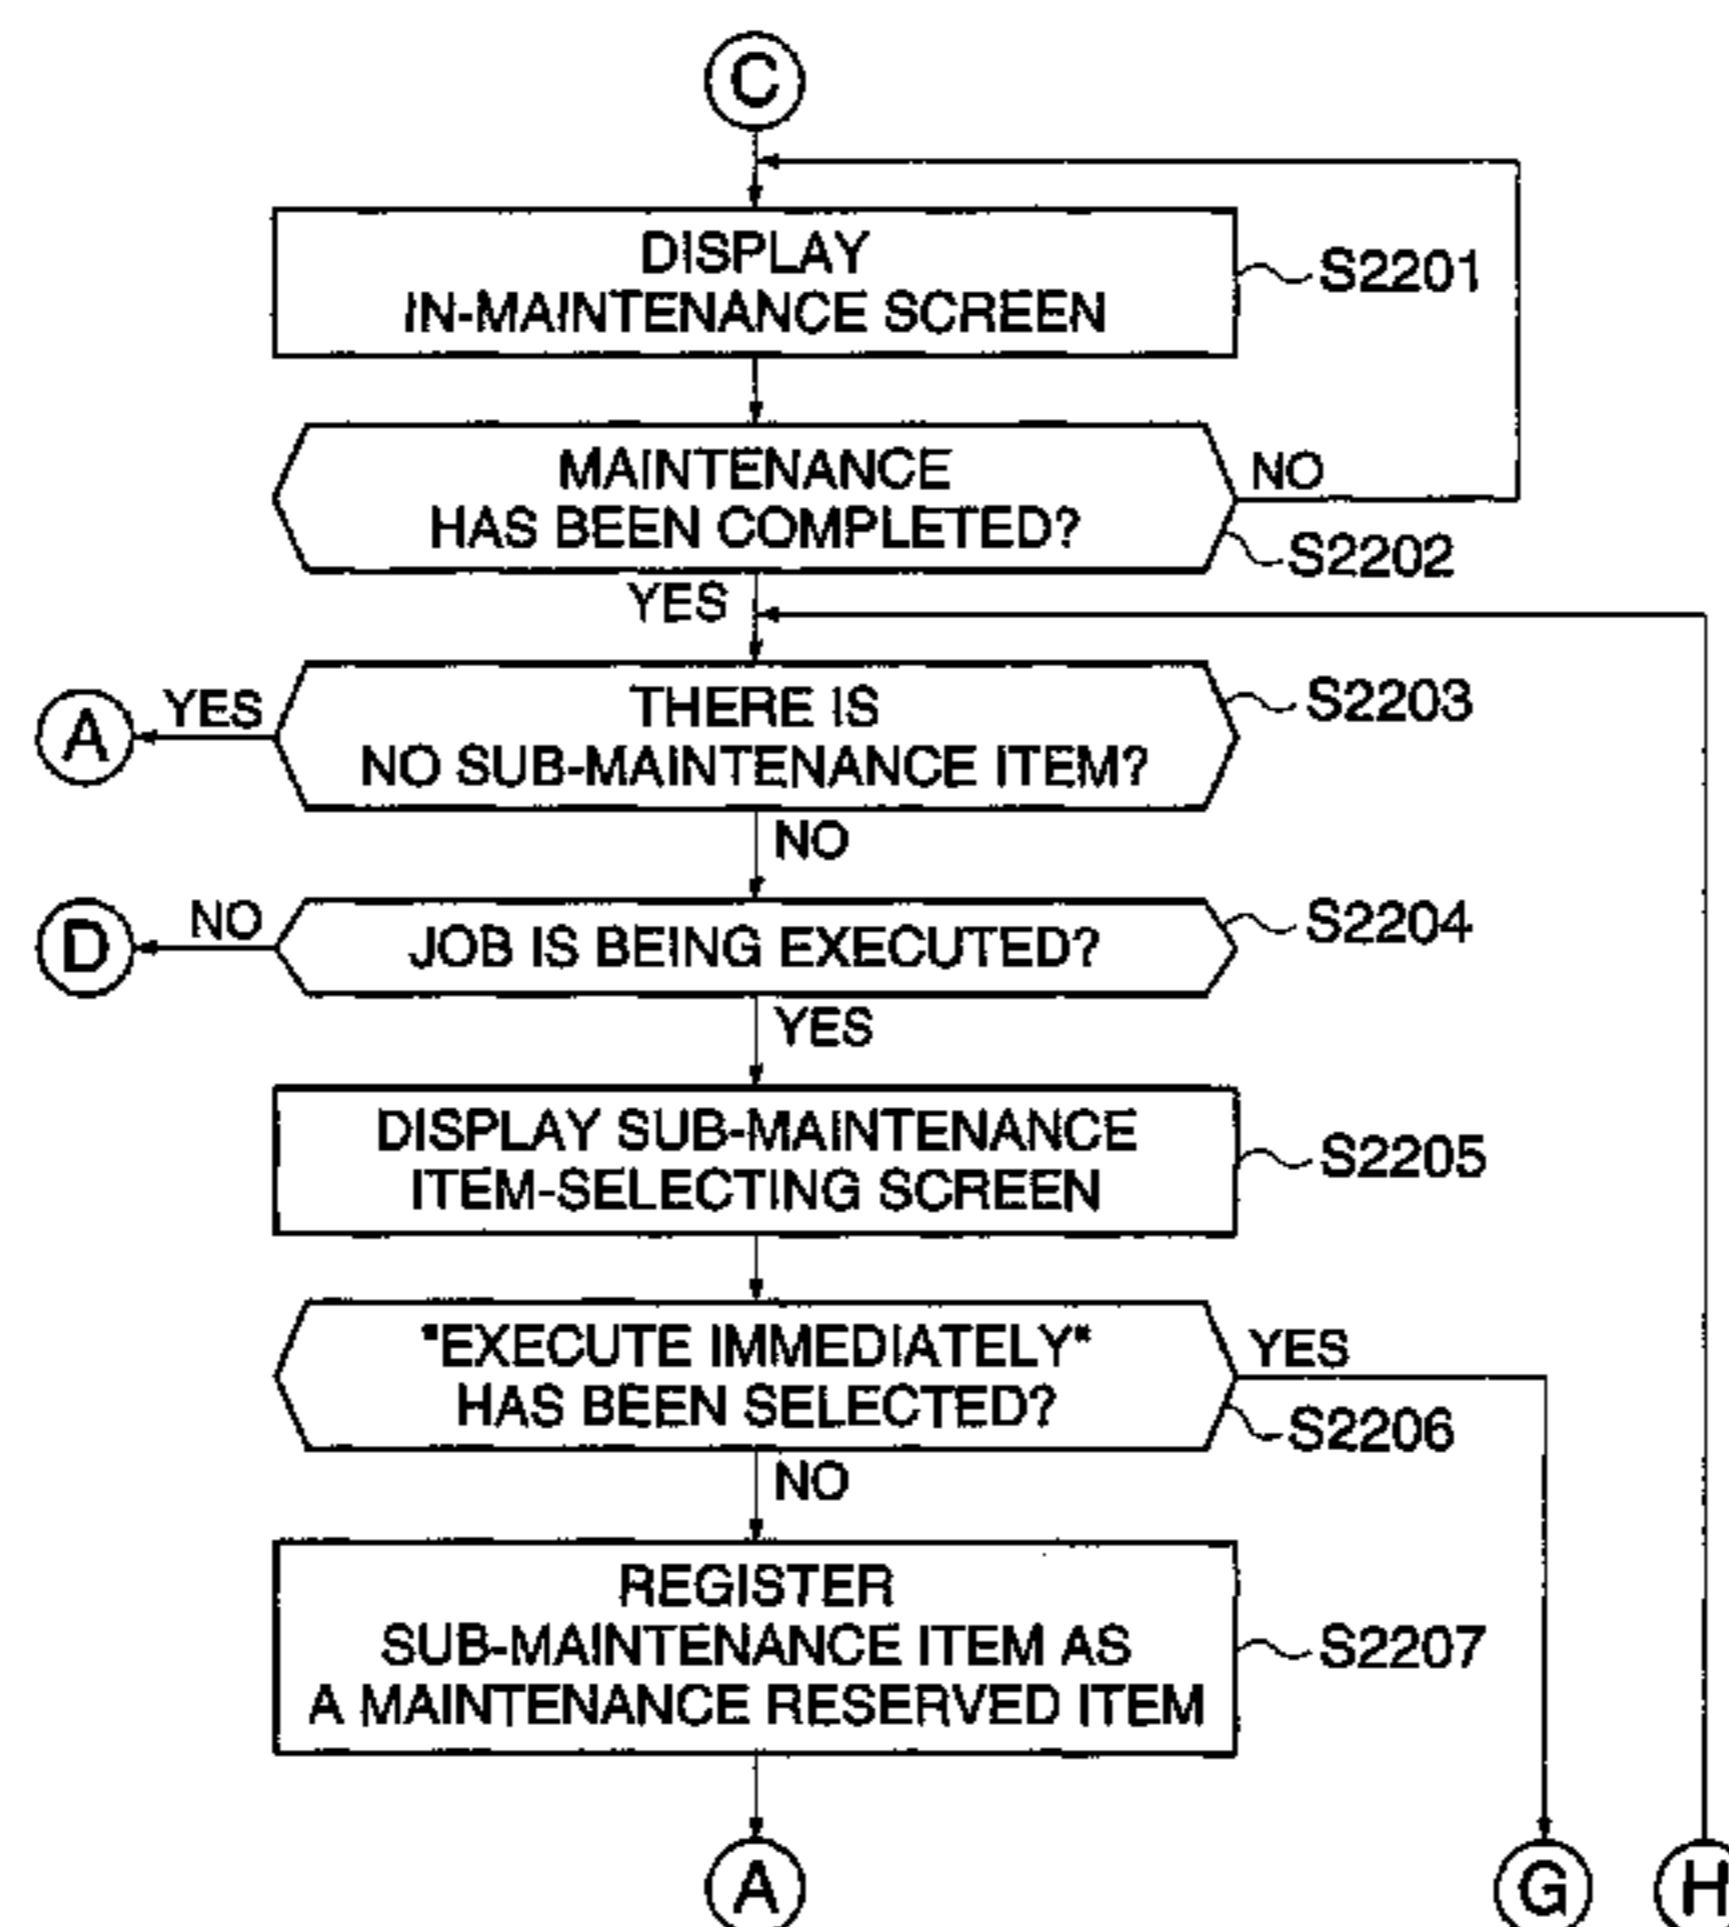 C
DISPLAY
IN-MAINTENANCE SCREEN
S2201
MAINTENANCE
HAS BEEN COMPLETED?
NO
S2202
YES
THERE IS
NO SUB-MAINTENANCE ITEM?
S2203
YES
A
NO
JOB IS BEING EXECUTED?
S2204
NO
D
YES
DISPLAY SUB-MAINTENANCE
ITEM-SELECTING SCREEN
S2205
"EXECUTE IMMEDIATELY"
HAS BEEN SELECTED?
YES
S2206
NO
REGISTER
SUB-MAINTENANCE ITEM AS
A MAINTENANCE RESERVED ITEM
S2207
A
G
H